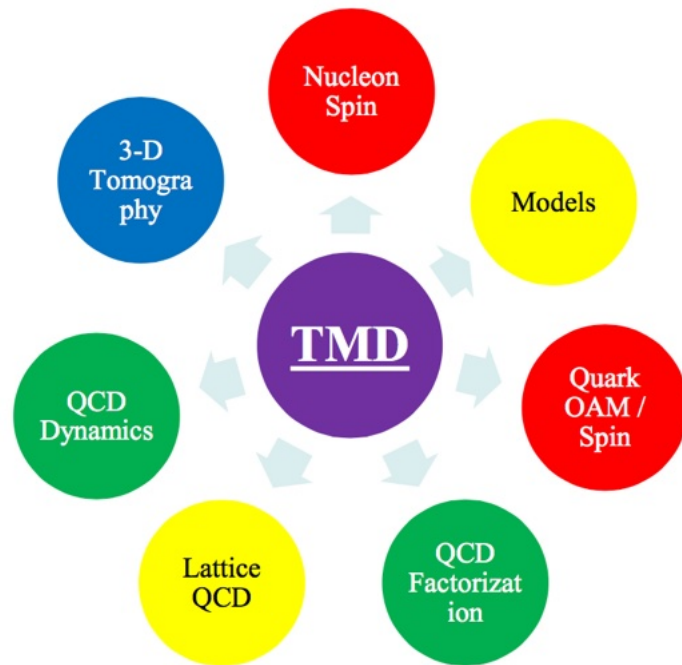 Nucleon
Spin
3-D
Tomogra
phy
Models
TMD
QCD
Dynamics
Quark
OAM /
Spin
Lattice
QCD
QCD
Factorizat
ion